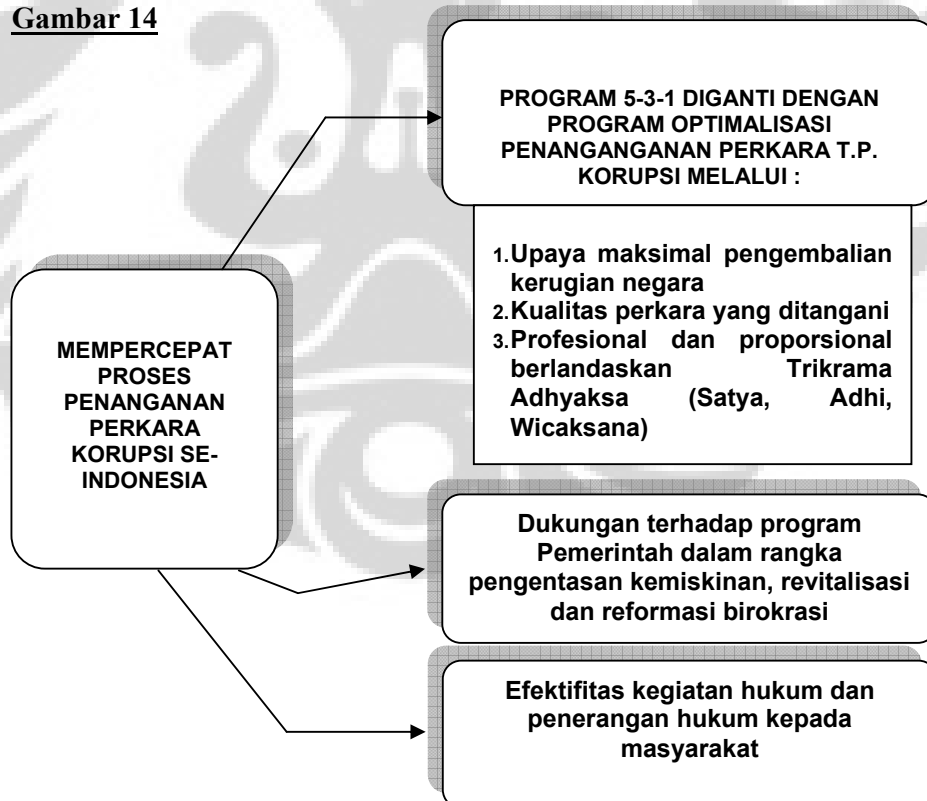 Gambar 14
PROGRAM 5-3-1 DIGANTI DENGAN
PROGRAM OPTIMALISASI
PENANGANAN PERKARA T.P.
KORUPSI MELALUI :
1.Upaya maksimal pengembalian
kerugian negara
2.Kualitas perkara yang ditangani
3.Profesional dan proporsional
berlandaskan Trikrama
Adhyaksa (Satya, Adhi,
Wicaksana)
MEMPERCEPAT
PROSES
PENANGANAN
PERKARA
KORUPSI SE-
INDONESIA
Dukungan terhadap program
Pemerintah dalam rangka
pengentasan kemiskinan, revitalisasi
dan reformasi birokrasi
Efektifitas kegiatan hukum dan
penerangan hukum kepada
masyarakat